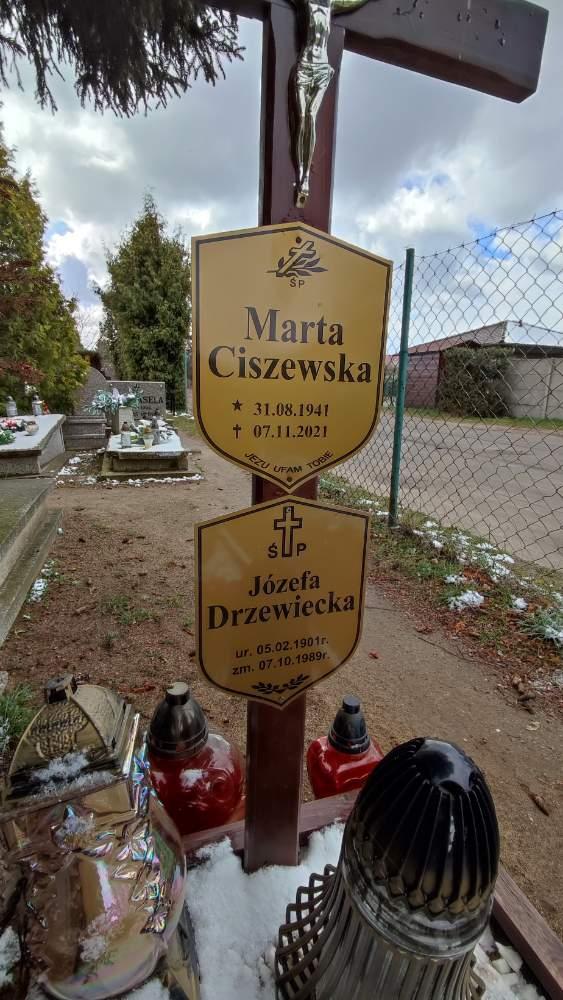 ŚP
Marta
Ciszewska
★ 31.08.1941
✝ 07.11.2021
JEZU UFAM TOBIE
Ś P
Józefa
Drzewiecka
ur. 05.02.1901r.
zm. 07.10.1989r.